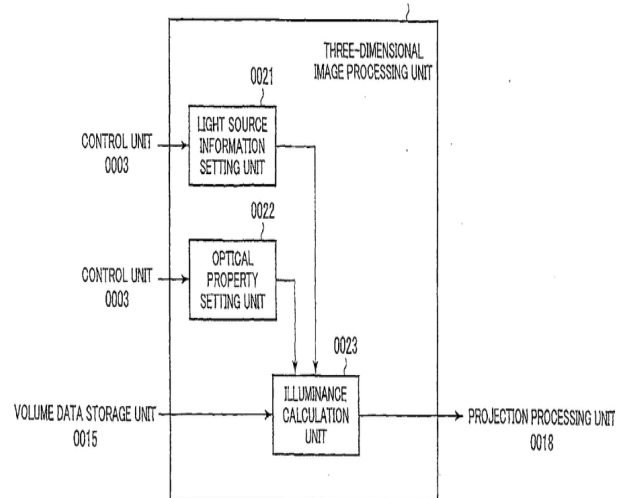 THREE-DIMENSIONAL
IMAGE PROCESSING UNIT
0021
LIGHT SOURCE
INFORMATION
SETTING UNIT
CONTROL UNIT
0003
0022
OPTICAL
PROPERTY
SETTING UNIT
CONTROL UNIT
0003
0023
ILLUMINANCE
CALCULATION
UNIT
VOLUME DATA STORAGE UNIT
0015
PROJECTION PROCESSING UNIT
0018